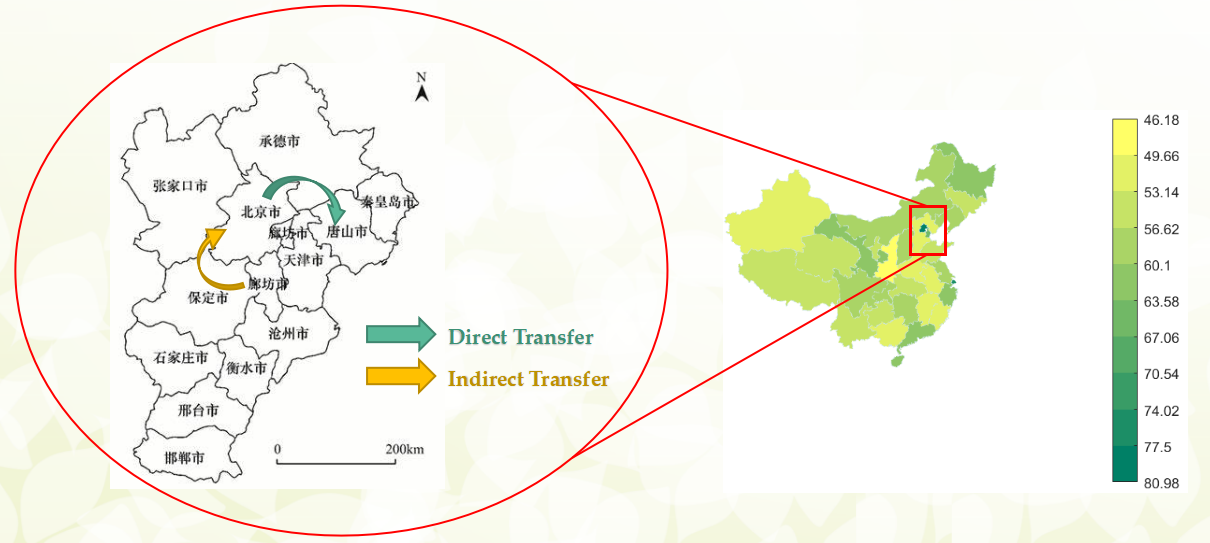 N
承德市
张家口市
北京市
秦皇岛市
廊坊市
唐山市
天津市
廊坊市
保定市
沧州市
石家庄市
衡水市
邢台市
邯郸市
0
200km
Direct Transfer
Indirect Transfer
46.18
49.66
53.14
56.62
60.1
63.58
67.06
70.54
74.02
77.5
80.98